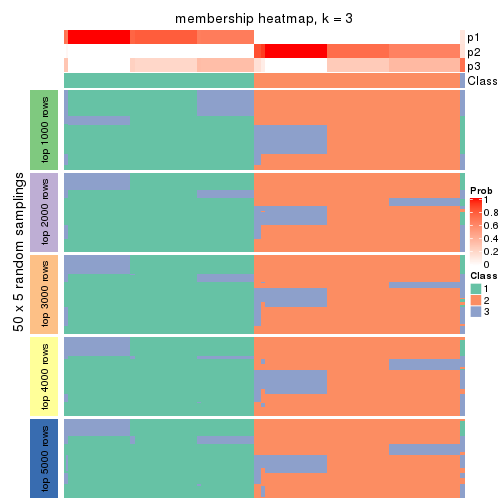 membership heatmap, k = 3
p1
p2
p3
Class
50 x 5 random samplings
top 1000 rows
top 2000 rows
top 3000 rows
top 4000 rows
top 5000 rows
Prob
1
0.8
0.6
0.4
0.2
0
Class
1
2
3